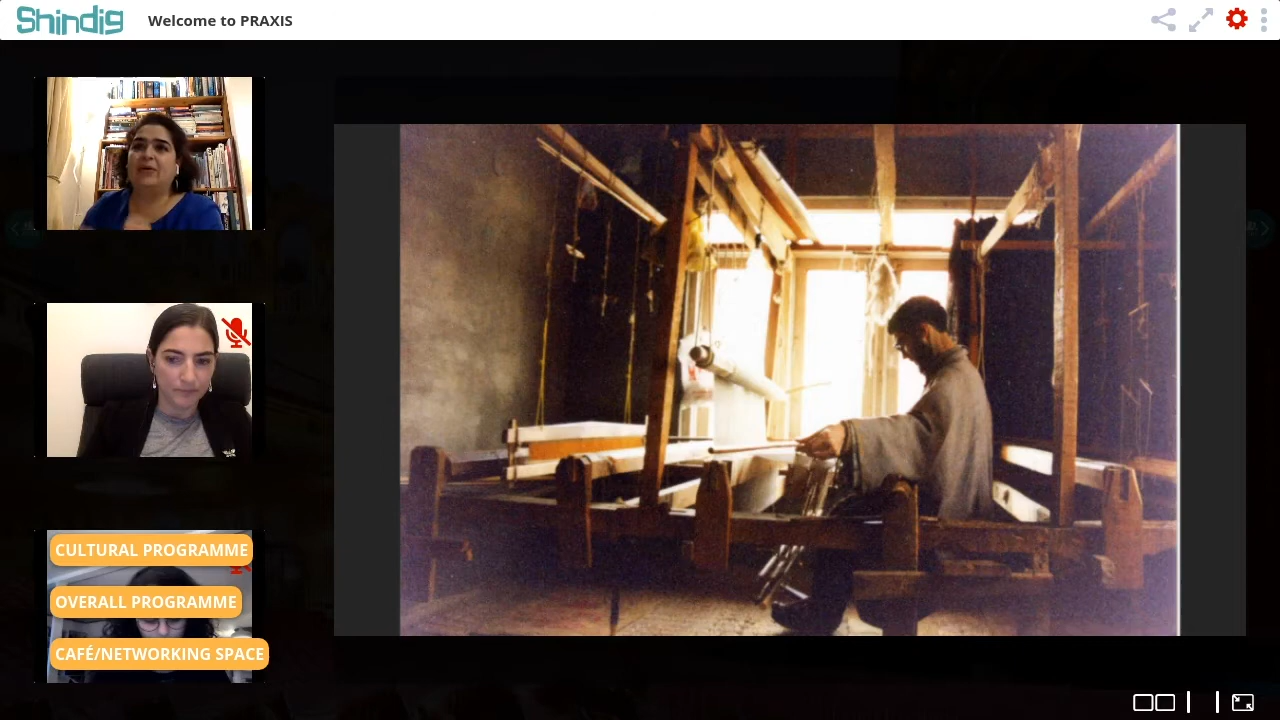 Shindig
Welcome to PRAXIS
CULTURAL PROGRAMME
OVERALL PROGRAMME
CAFÉ/NETWORKING SPACE